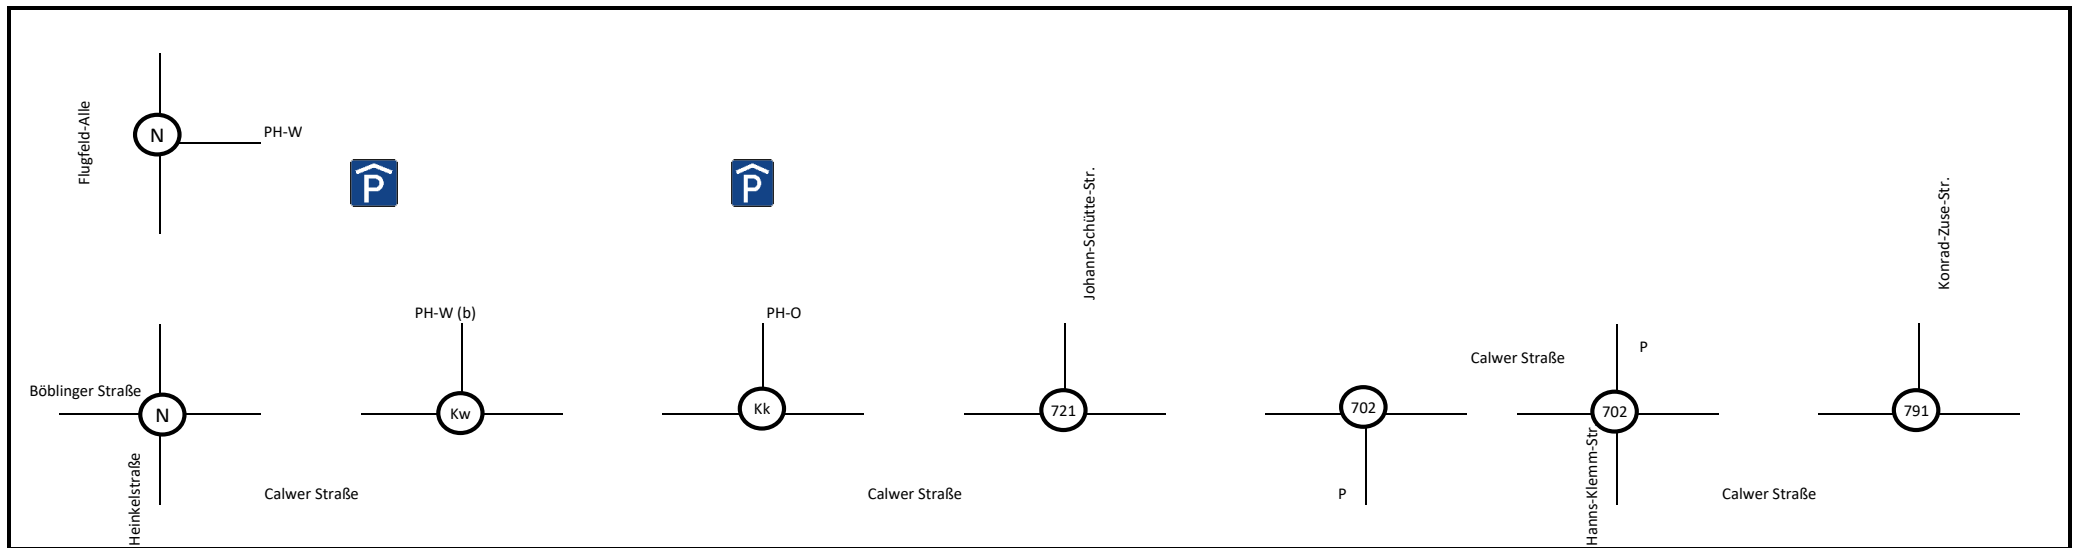 Flugfeld-Alle
N
PH-W
P
P
Johann-Schütte-Str.
Konrad-Zuse-Str.
PH-W (b)
PH-O
Böblinger Straße
N
Kw
Kk
721
702
Calwer Straße
P
702
791
Heinkelstraße
Calwer Straße
Calwer Straße
P
Hanns-Klemm-Str.
Calwer Straße